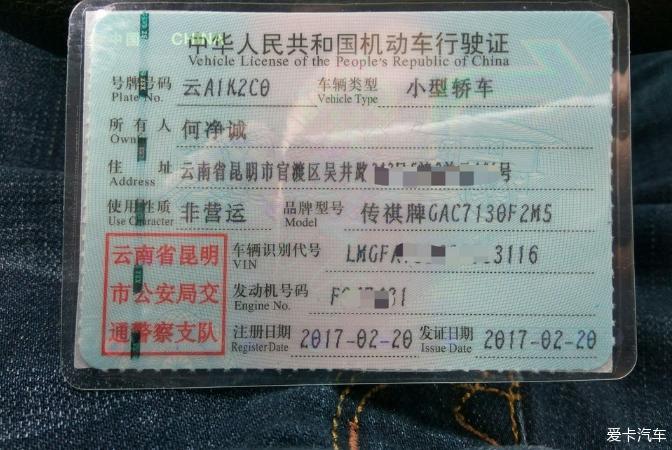 中国 CHINA
中华人民共和国机动车行驶证
Vehicle License of the People's Republic of China
号牌号码 云A1K2C0 车辆类型 小型轿车
Plate No. Vehicle Type
所有人 何净诚
Owner
住址 云南省昆明市官渡区吴井路 号
Address
使用性质 非营运 品牌型号 传祺牌GAC7130F2M5
Use Character Model
云南省昆明市公安局交通警察支队
车辆识别代号 LMGFA 3116
VIN
发动机号码
Engine No.
注册日期 2017-02-20 发证日期 2017-02-20
Register Date Issue Date
爱卡汽车